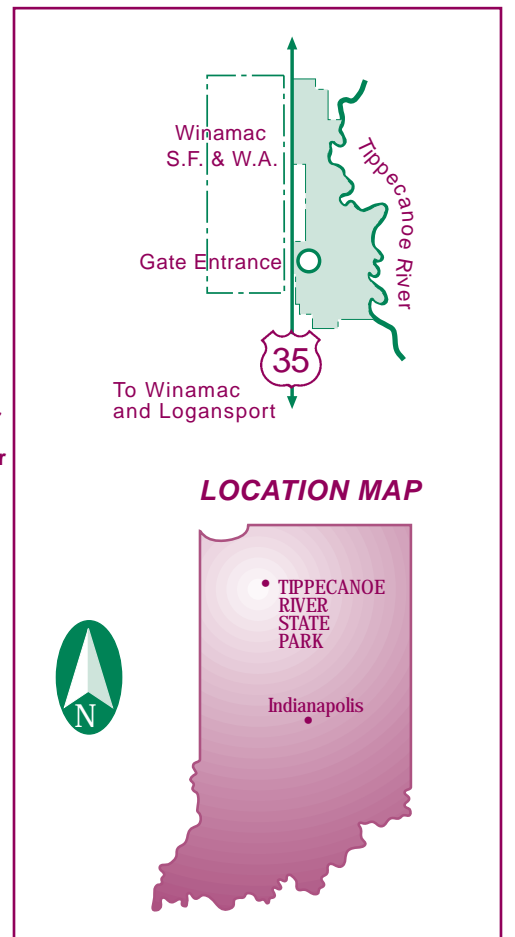 Winamac
S.F. & W.A.
Tippecanoe River
Gate Entrance
35
To Winamac
and Logansport
r
LOCATION MAP
TIPPECANOE
RIVER
STATE
PARK
N
Indianapolis